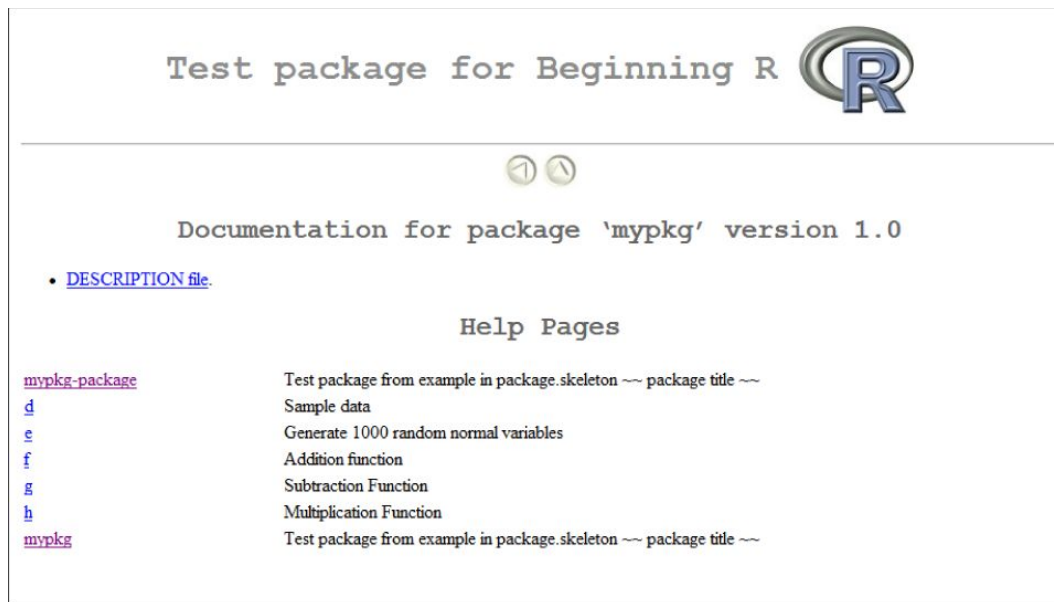 Test package for Beginning R
R
Documentation for package ‘mypkg’ version 1.0
• DESCRIPTION file.
Help Pages
mypkg-package Test package from example in package.skeleton ~~ package title ~~
d Sample data
e Generate 1000 random normal variables
f Addition function
g Subtraction Function
h Multiplication Function
mypkg Test package from example in package.skeleton ~~ package title ~~